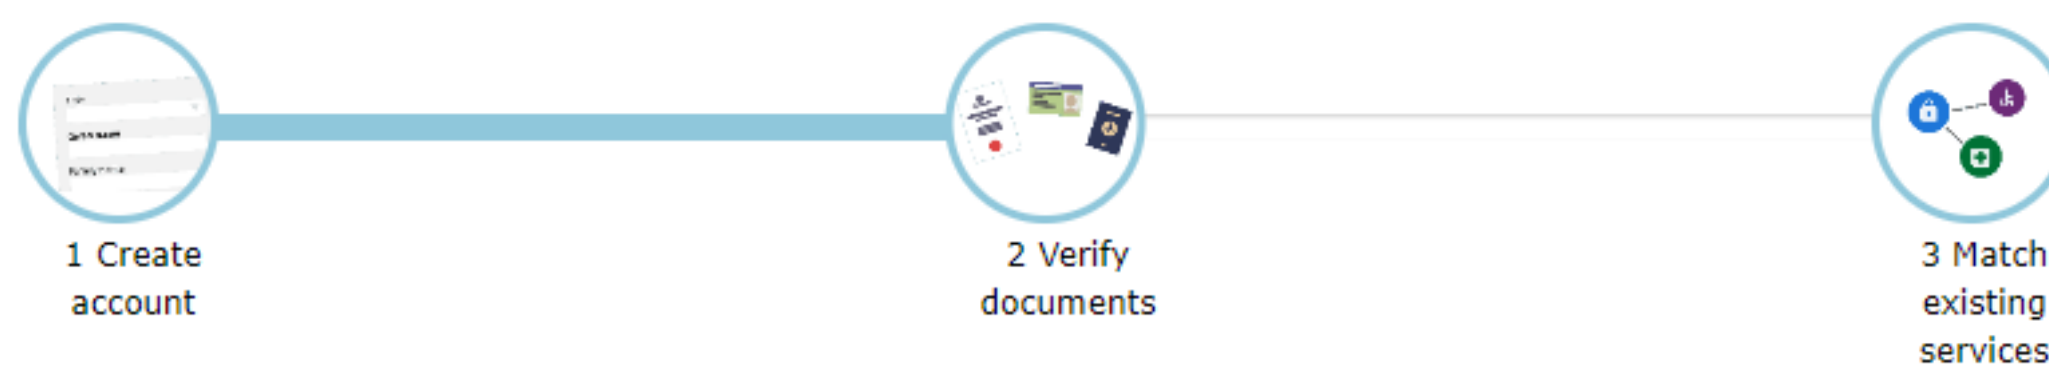 1 Create
account
2 Verify
documents
3 Match
existing
services